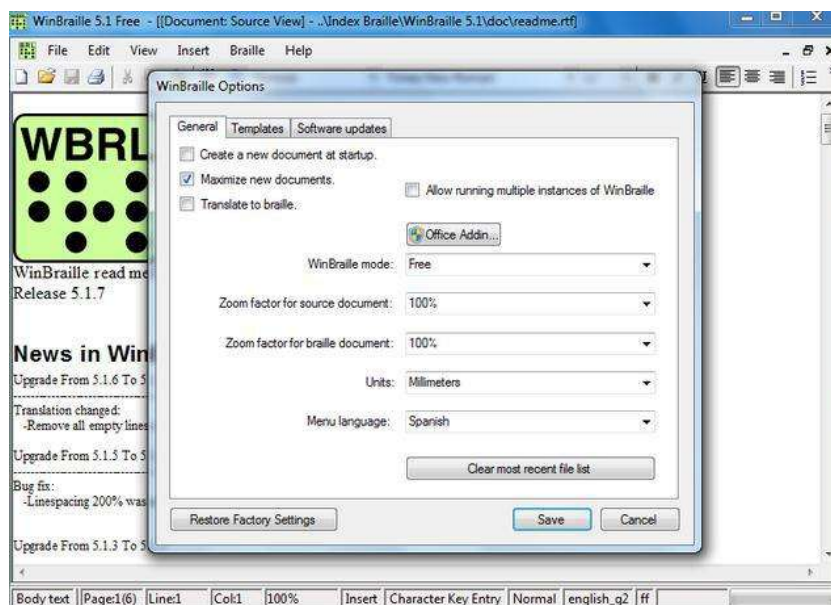 WinBraille 5.1 Free - [[Document: Source View] - ..\Index Braille\WinBraille 5.1\doc\readme.rtf]
File Edit View Insert Braille Help
WinBraille Options
General Templates Software updates
Create a new document at startup.
Maximize new documents.
Allow running multiple instances of WinBraille
Translate to braille.
Office Addin...
WinBraille mode: Free
Zoom factor for source document: 100%
Zoom factor for braille document: 100%
Units: Millimeters
Menu language: Spanish
Clear most recent file list
Restore Factory Settings Save Cancel
WBRL
WinBraille read me
Release 5.1.7
News in Win
Upgrade From 5.1.6 To 5
Translation changed:
-Remove all empty lines
Upgrade From 5.1.5 To 5
Bug fix:
-Linespacing 200% was
Upgrade From 5.1.3 To 5
Body text Page:1(6) Line:1 Col:1 100% Insert Character Key Entry Normal english_g2 ff